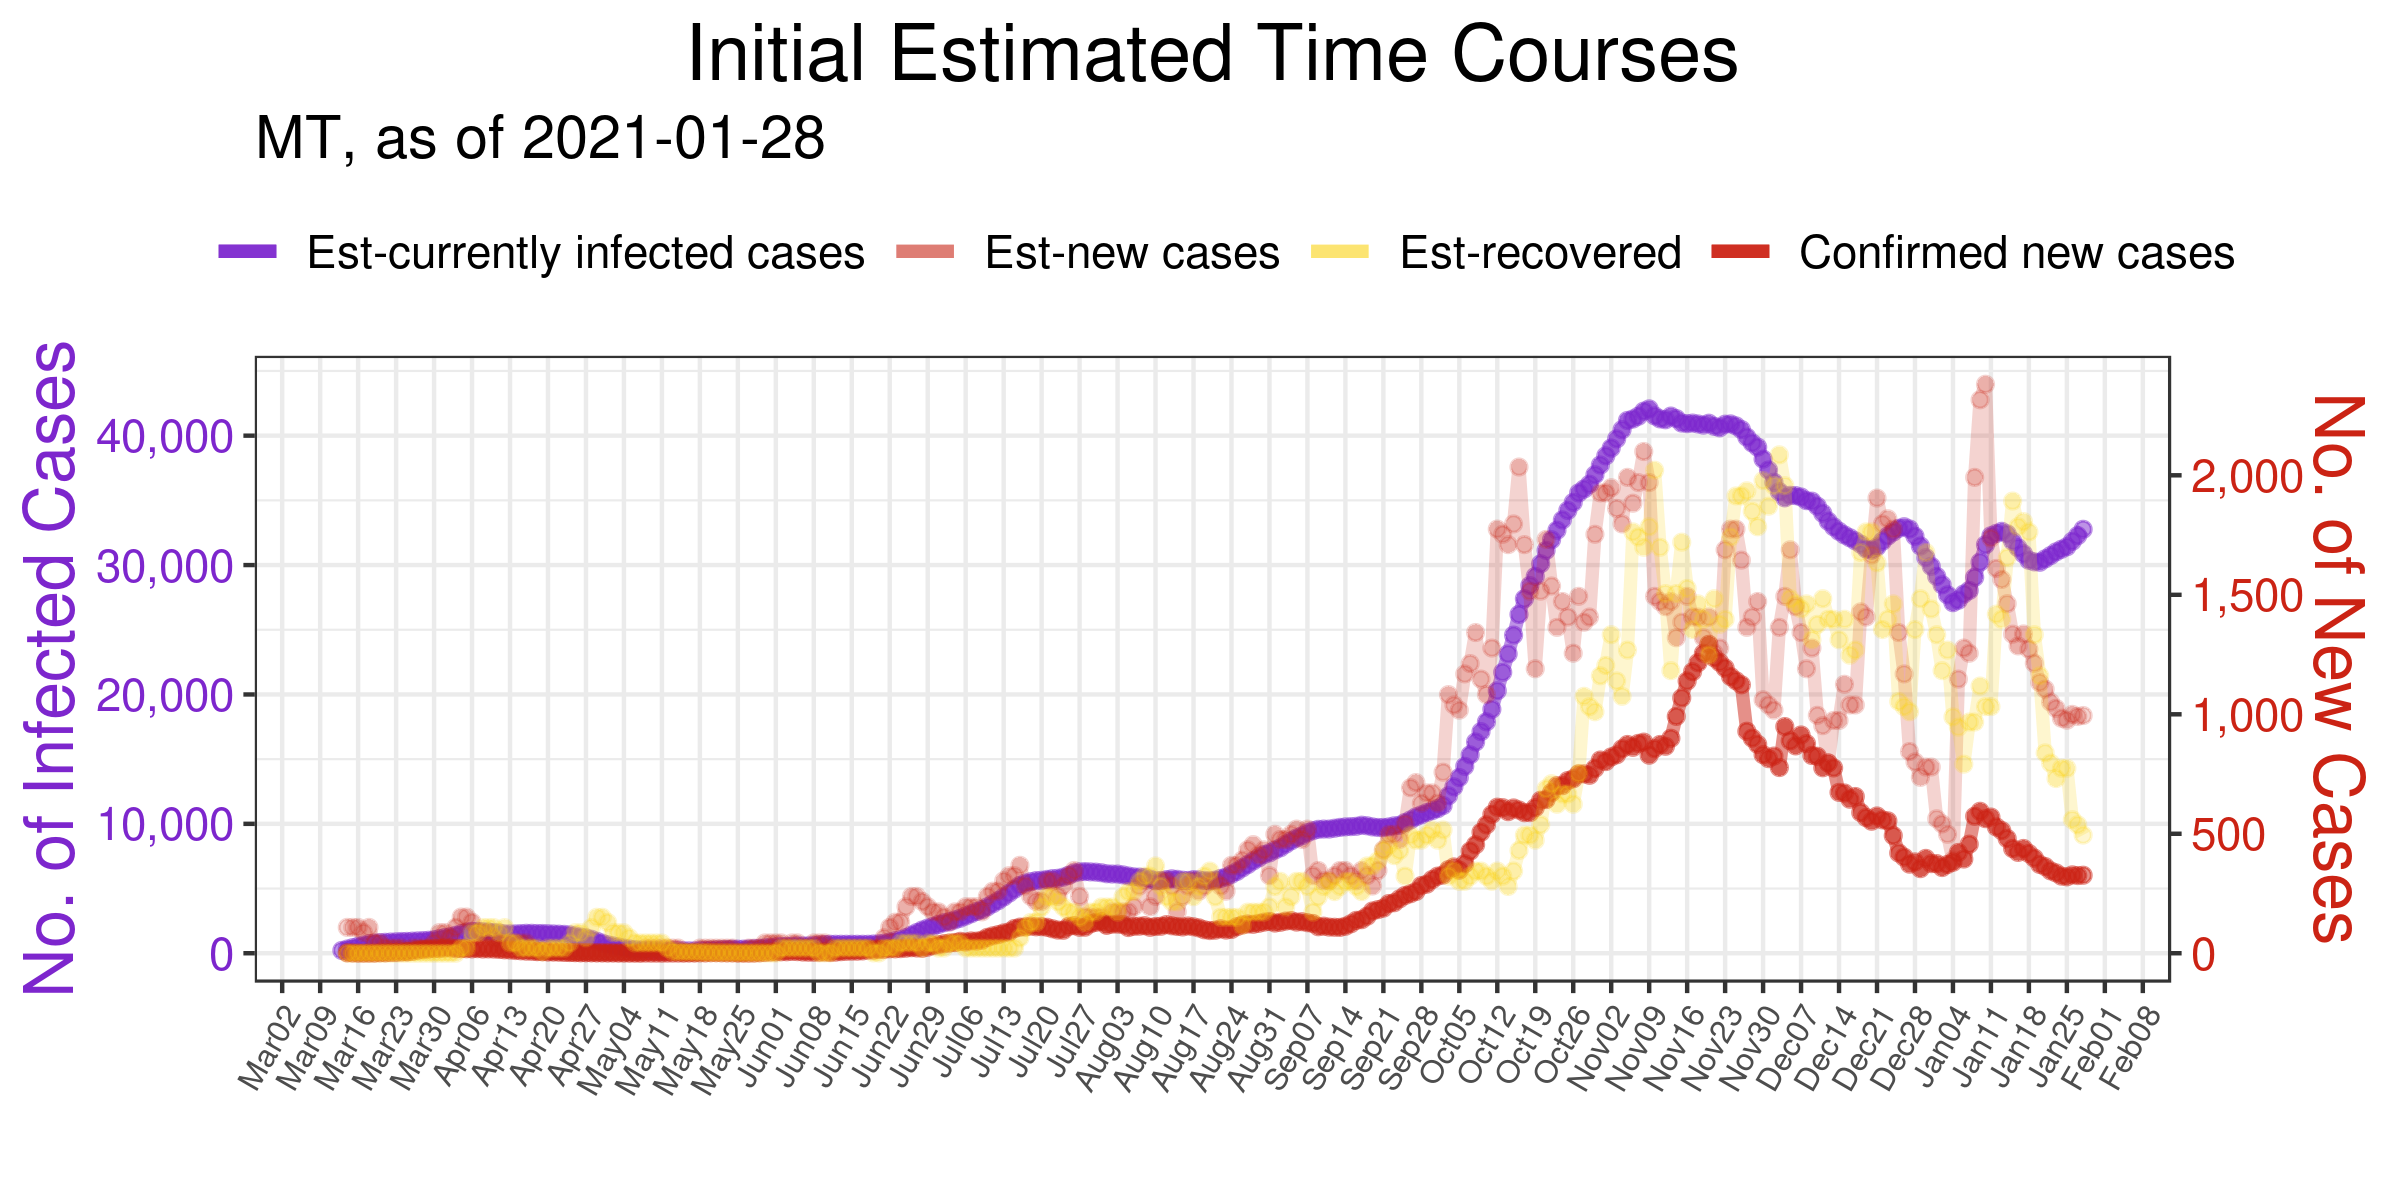 Initial Estimated Time Courses
MT, as of 2021-01-28
Est-currently infected cases
Est-new cases
Est-recovered
Confirmed new cases
No. of Infected Cases
40,000
30,000
20,000
10,000
0
2,000
1,500
1,000
500
0
No. of New Cases
Mar02
Mar09
Mar16
Mar23
Mar30
Apr06
Apr13
Apr20
Apr27
May04
May11
May18
May25
Jun01
Jun08
Jun15
Jun22
Jun29
Jul06
Jul13
Jul20
Jul27
Aug03
Aug10
Aug17
Aug24
Aug31
Sep07
Sep14
Sep21
Sep28
Oct05
Oct12
Oct19
Oct26
Nov02
Nov09
Nov16
Nov23
Nov30
Dec07
Dec14
Dec21
Dec28
Dec04
Jan11
Jan18
Jan25
Feb01
Feb08